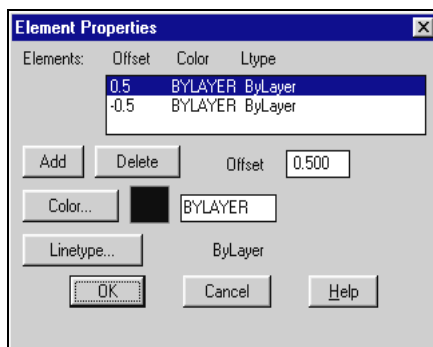 Element Properties
Elements: Offset Color Ltype
0.5 BYLAYER ByLayer
-0.5 BYLAYER ByLayer
Add Delete Offset 0.500
Color... BYLAYER
Linetype... ByLayer
OK Cancel Help